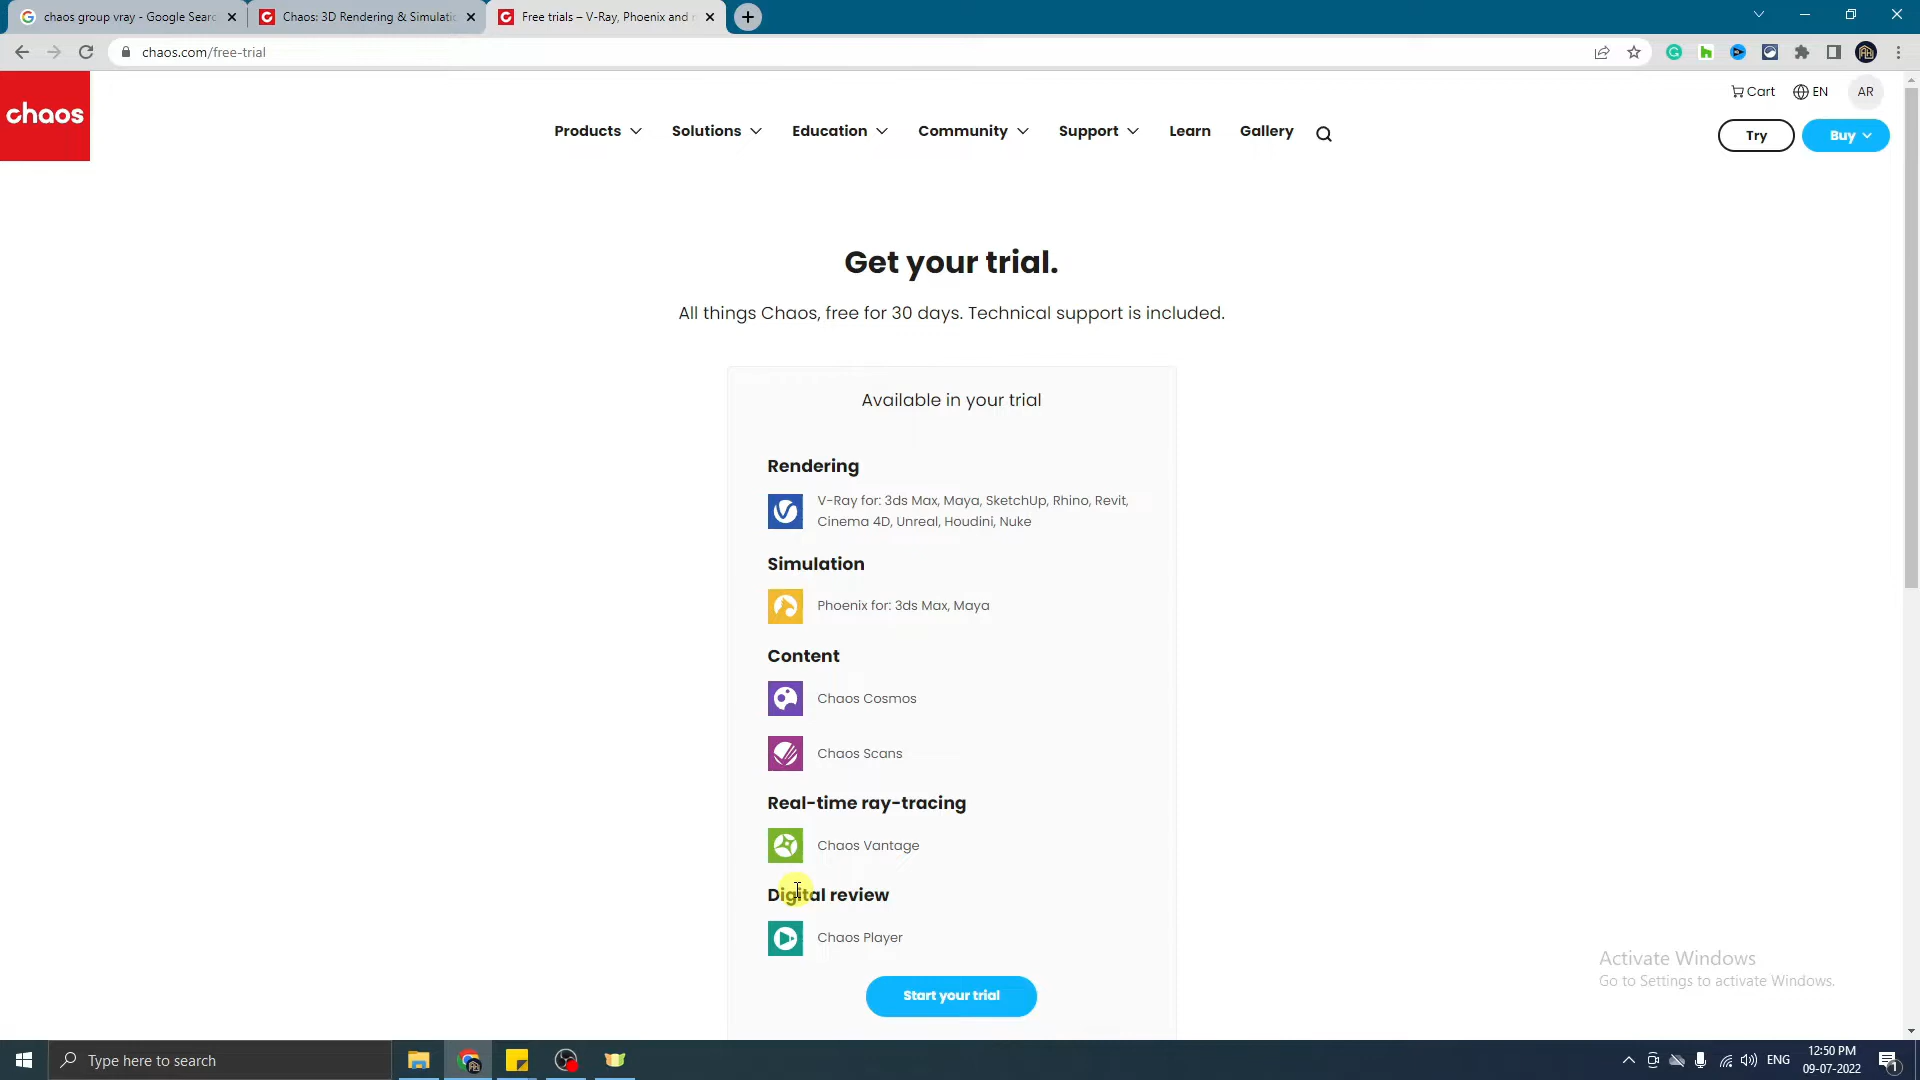 chaos group vray - Google Sear
Chaos: 3D Rendering & Simulatio
Free trials – V-Ray, Phoenix and
chaos.com/free-trial
chaos
Cart
EN
AR
Products
Solutions
Education
Community
Support
Learn
Gallery
Try
Buy
Get your trial.
All things Chaos, free for 30 days. Technical support is included.
Available in your trial
Rendering
V-Ray for: 3ds Max, Maya, SketchUp, Rhino, Revit,
Cinema 4D, Unreal, Houdini, Nuke
Simulation
Phoenix for: 3ds Max, Maya
Content
Chaos Cosmos
Chaos Scans
Real-time ray-tracing
Chaos Vantage
Digital review
Chaos Player
Start your trial
Activate Windows
Go to Settings to activate Windows.
Type here to search
ENG
12:50 PM
09-07-2022
1